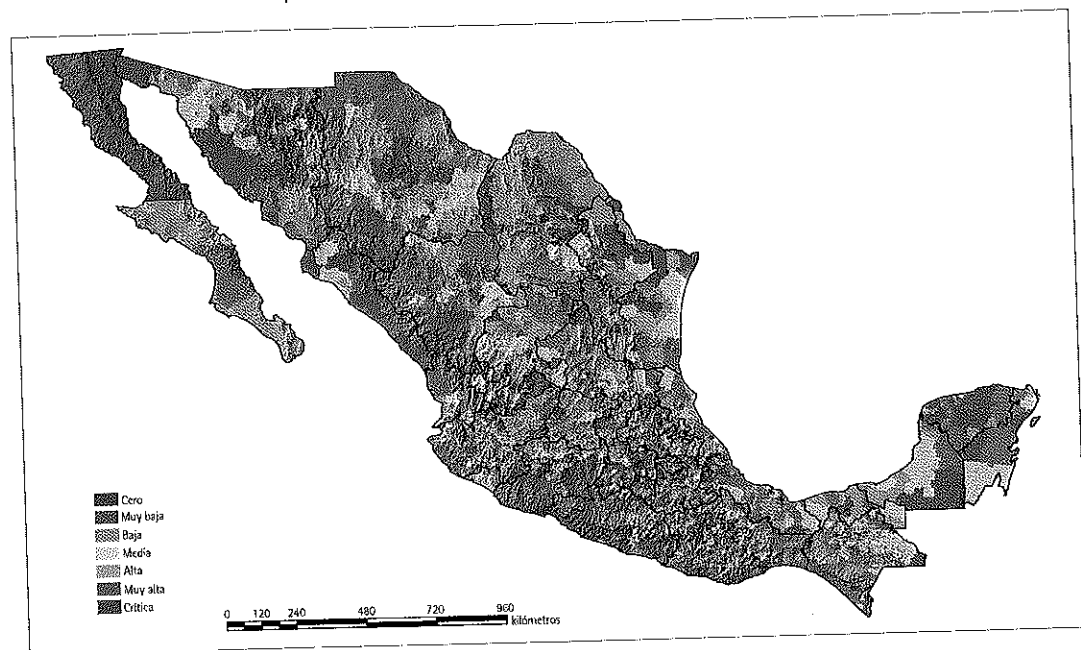 Cero
Muy baja
Baja
Media
Alta
Muy alta
Crítica
0 120 240 480 720 960
kilómetros